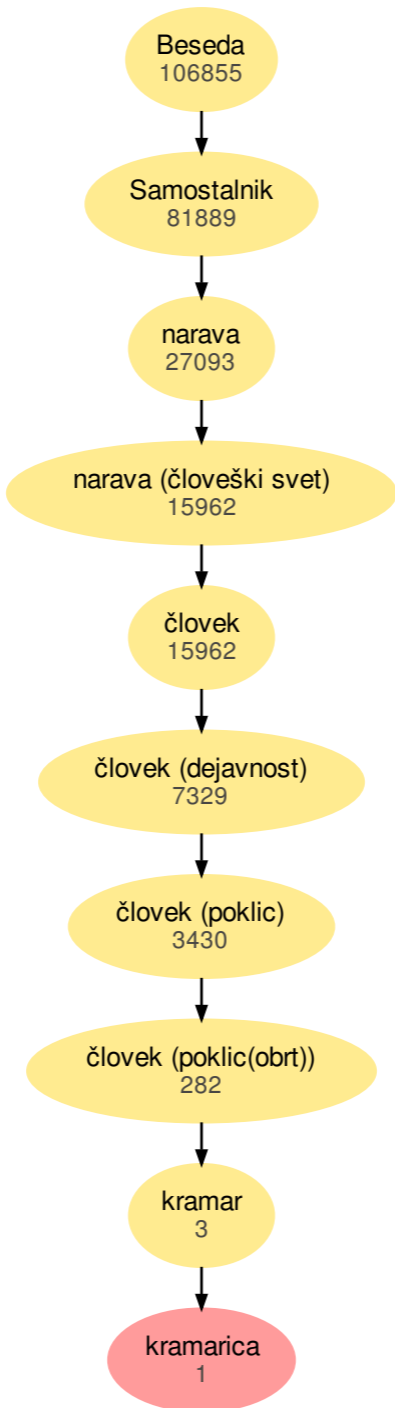 Beseda
106855
Samostalnik
81889
narava
27093
narava (človeški svet)
15962
človek
15962
človek (dejavnost)
7329
človek (poklic)
3430
človek (poklic(obrt))
282
kramar
3
kramarica
1